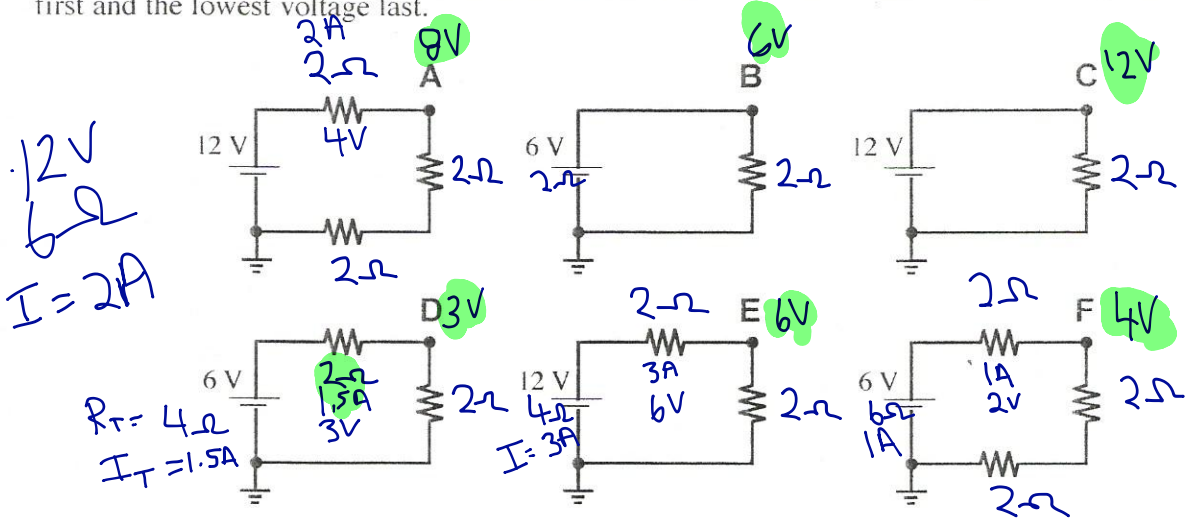 first and the lowest voltage last.
2A
2Ω
8V
A
12 V
4V
2Ω
2Ω
6V
B
6 V
2Ω
2Ω
12V
C
12 V
2Ω
12V
6Ω
I = 2A
D 3V
6 V
2Ω
1.5A
3V
2Ω
RT = 4Ω
IT = 1.5A
2Ω
E 6V
12 V
4Ω
I = 3A
3A
6V
2Ω
2Ω
F 4V
6 V
6Ω
1A
1A
2V
2Ω
2Ω